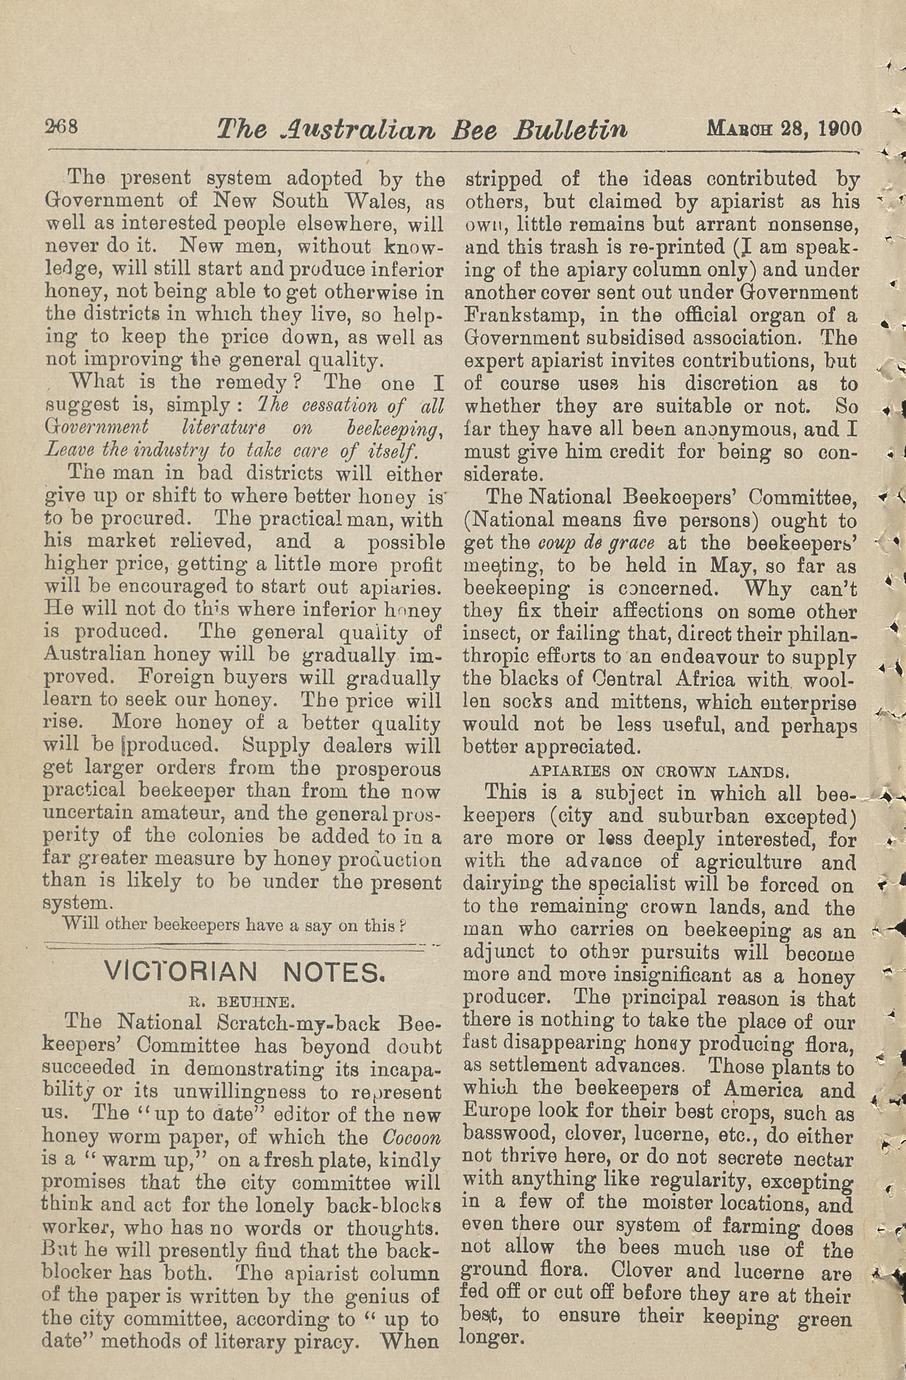 268
The Australian Bee Bulletin
MARCH 28, 1900
The present system adopted by the
Government of New South Wales, as
well as interested people elsewhere, will
never do it. New men, without know-
ledge, will still start and produce inferior
honey, not being able to get otherwise in
the districts in which they live, so help-
ing to keep the price down, as well as
not improving the general quality.
What is the remedy? The one I
suggest is, simply: The cessation of all
Government literature on beekeeping,
Leave the industry to take care of itself.
The man in bad districts will either
give up or shift to where better honey is
to be procured. The practical man, with
his market relieved, and a possible
higher price, getting a little more profit
will be encouraged to start out apiaries.
He will not do this where inferior honey
is produced. The general quality of
Australian honey will be gradually im-
proved. Foreign buyers will gradually
learn to seek our honey. The price will
rise. More honey of a better quality
will be produced. Supply dealers will
get larger orders from the prosperous
practical beekeeper than from the now
uncertain amateur, and the general pros-
perity of the colonies be added to in a
far greater measure by honey production
than is likely to be under the present
system.
Will other beekeepers have a say on this?
VICTORIAN NOTES.
R. BEUHNE.
The National Scratch-my-back Bee-
keepers' Committee has beyond doubt
succeeded in demonstrating its incapa-
bility or its unwillingness to represent
us. The "up to date" editor of the new
honey worm paper, of which the Cocoon
is a " warm up," on a fresh plate, kindly
promises that the city committee will
think and act for the lonely back-blocks
worker, who has no words or thoughts.
But he will presently find that the back-
blocker has both. The apiarist column
of the paper is written by the genius of
the city committee, according to " up to
date" methods of literary piracy. When
stripped of the ideas contributed by
others, but claimed by apiarist as his
own, little remains but arrant nonsense,
and this trash is re-printed (I am speak-
ing of the apiary column only) and under
another cover sent out under Government
Frankstamp, in the official organ of a
Government subsidised association. The
expert apiarist invites contributions, but
of course uses his discretion as to
whether they are suitable or not. So
far they have all been anonymous, and I
must give him credit for being so con-
siderate.
The National Beekeepers' Committee,
(National means five persons) ought to
get the coup de grace at the beekeepers'
meeting, to be held in May, so far as
beekeeping is concerned. Why can't
they fix their affections on some other
insect, or failing that, direct their philan-
thropic efforts to an endeavour to supply
the blacks of Central Africa with wool-
len socks and mittens, which enterprise
would not be less useful, and perhaps
better appreciated.
APIARIES ON CROWN LANDS.
This is a subject in which all bee-
keepers (city and suburban excepted)
are more or less deeply interested, for
with the advance of agriculture and
dairying the specialist will be forced on
to the remaining crown lands, and the
man who carries on beekeeping as an
adjunct to other pursuits will become
more and more insignificant as a honey
producer. The principal reason is that
there is nothing to take the place of our
fast disappearing honey producing flora,
as settlement advances. Those plants to
which the beekeepers of America and
Europe look for their best crops, such as
basswood, clover, lucerne, etc., do either
not thrive here, or do not secrete nectar
with anything like regularity, excepting
in a few of the moister locations, and
even there our system of farming does
not allow the bees much use of the
ground flora. Clover and lucerne are
fed off or cut off before they are at their
best, to ensure their keeping green
longer.